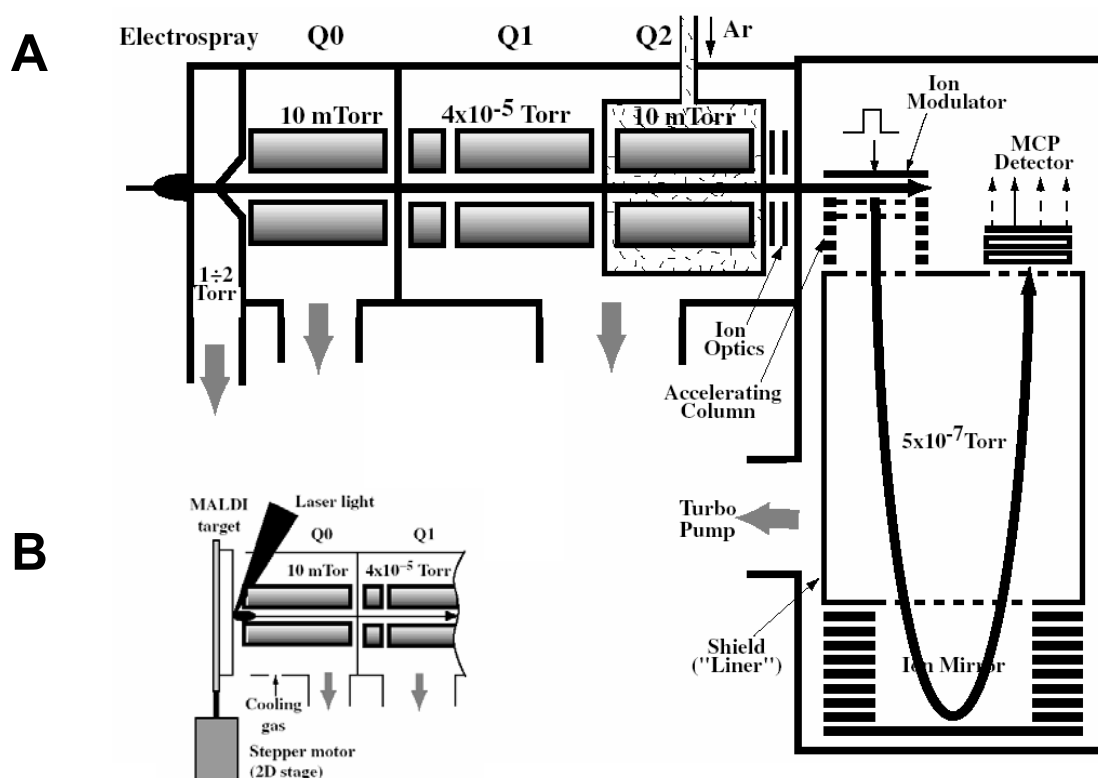 A
Electrospray
Q0
Q1
Q2
Ar
10 mTorr
4x10⁻⁵ Torr
10 mTorr
Ion
Modulator
MCP
Detector
1÷2
Torr
Ion
Optics
Accelerating
Column
5x10⁻⁷Torr
Turbo
Pump
Shield
("Liner")
Ion Mirror
B
MALDI
target
Laser light
Q0
Q1
10 mTor
4x10⁻⁵ Torr
Cooling
gas
Stepper motor
(2D stage)